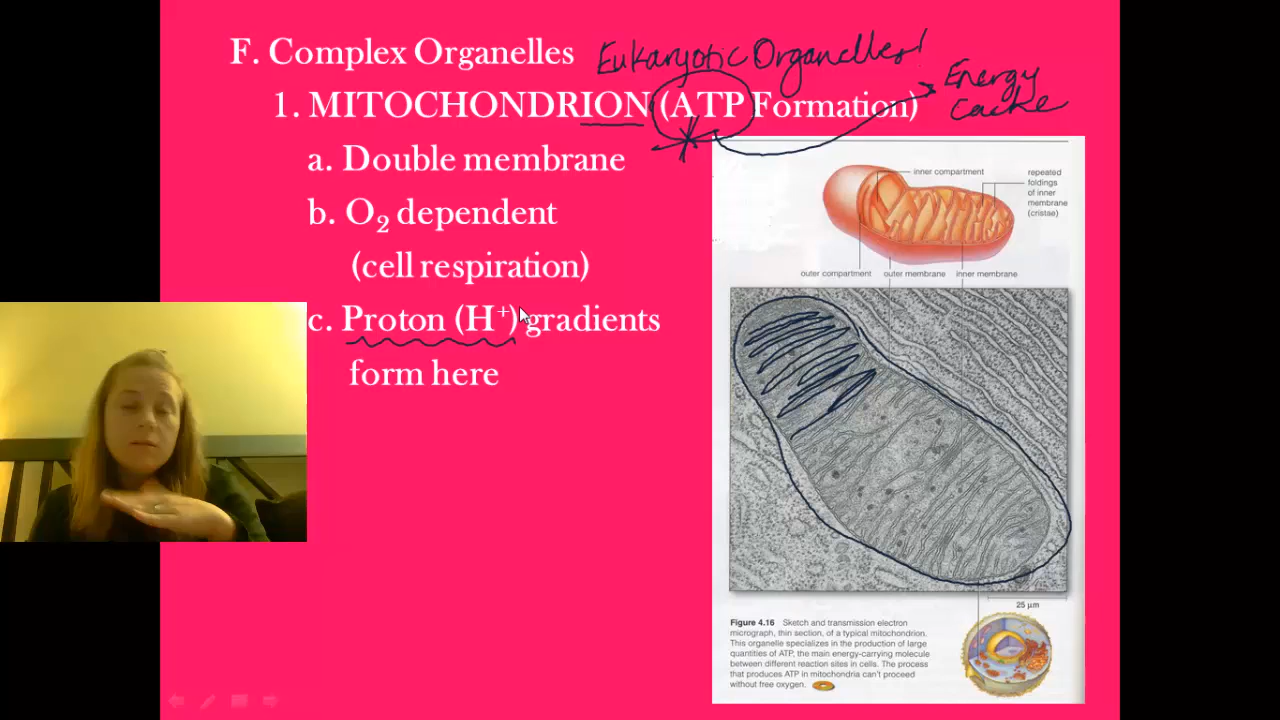 F. Complex Organelles Eukaryotic Organelles!
1. MITOCHONDRION (ATP Formation) Energy Cache
a. Double membrane
b. O₂ dependent
(cell respiration)
c. Proton (H⁺) gradients
form here
inner compartment
repeated
foldings
of inner
membrane
(cristae)
outer compartment outer membrane inner membrane
25 µm
Figure 4.16 Sketch and transmission electron
micrograph, thin section, of a typical mitochondrion.
This organelle specializes in the production of large
quantities of ATP, the main energy-carrying molecule
between different reaction sites in cells. The process
that produces ATP in mitochondria can't proceed
without free oxygen.